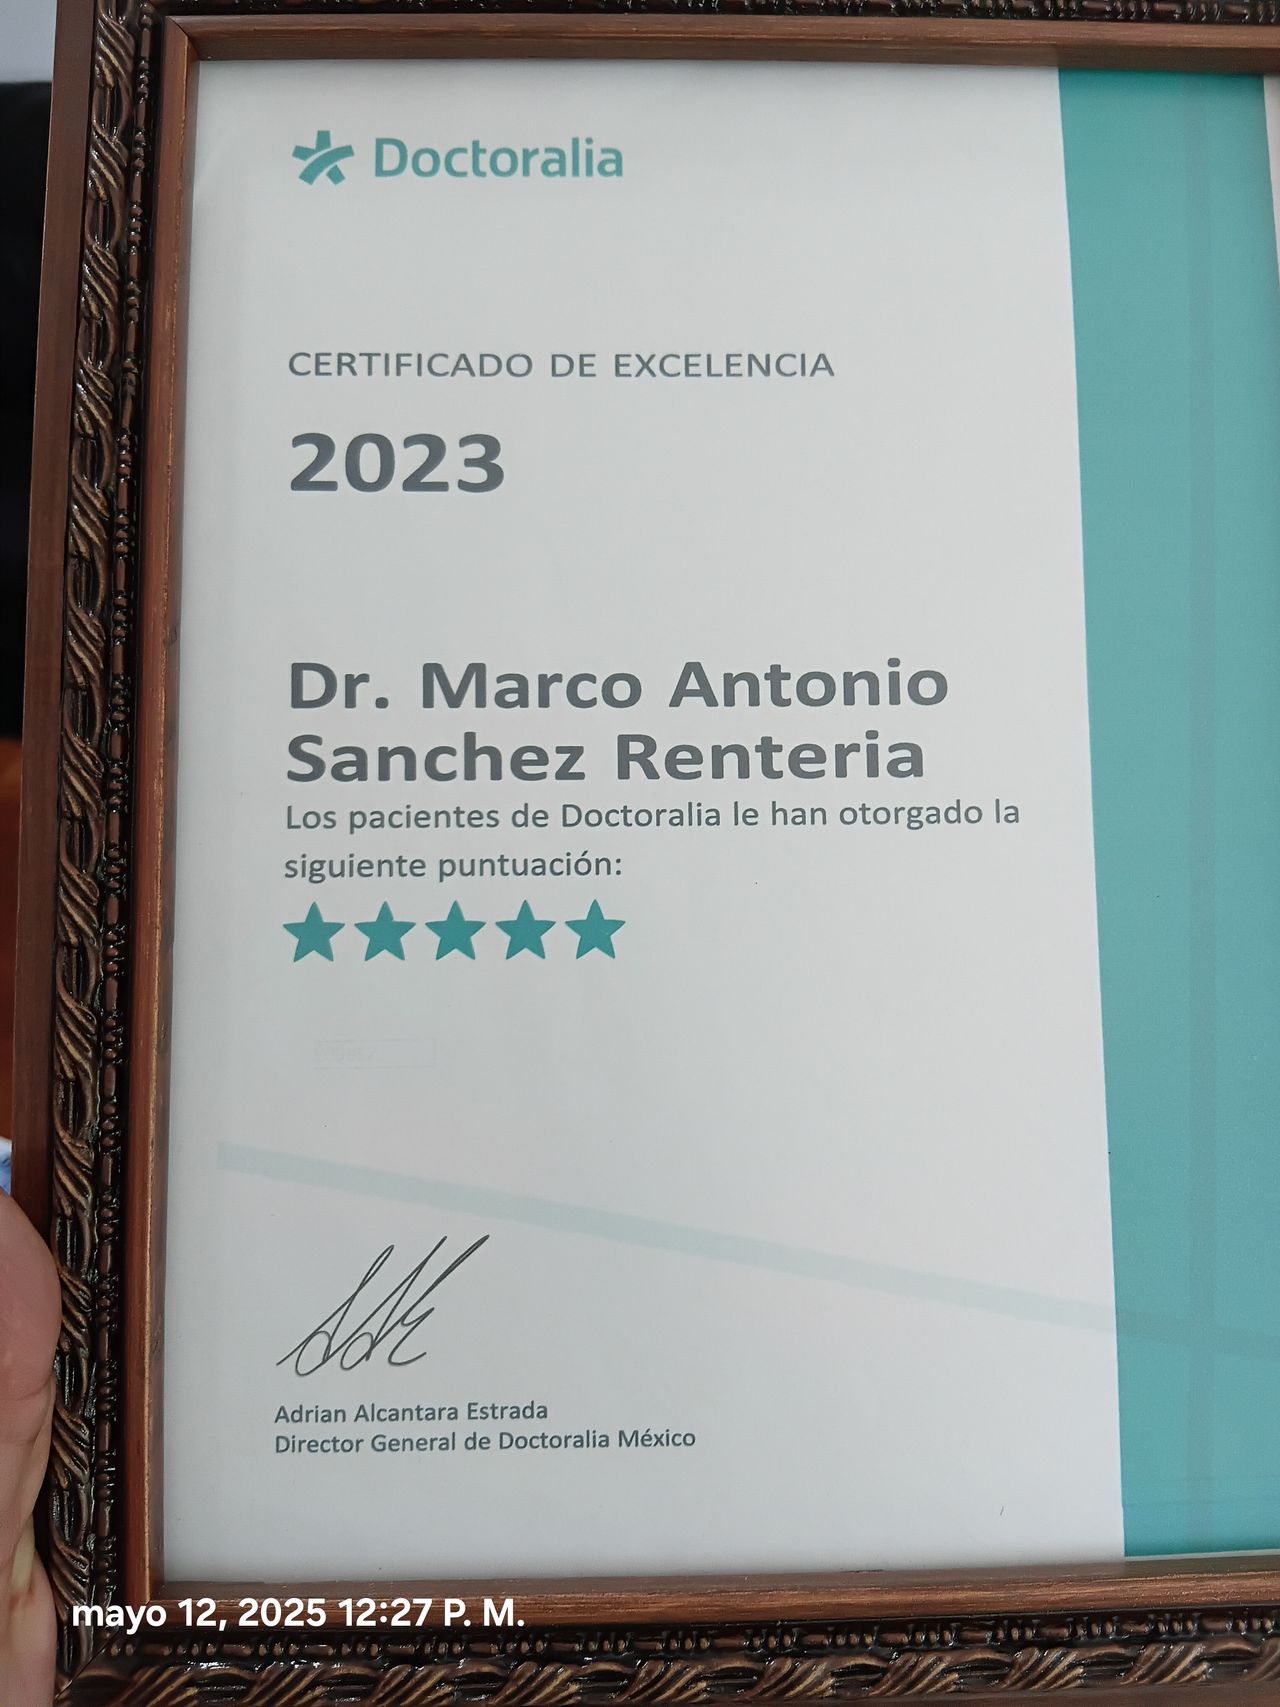 Doctoralia
CERTIFICADO DE EXCELENCIA
2023
Dr. Marco Antonio
Sanchez Renteria
Los pacientes de Doctoralia le han otorgado la
siguiente puntuación:
Adrian Alcantara Estrada
Director General de Doctoralia México
mayo 12, 2025 12:27 P. M.